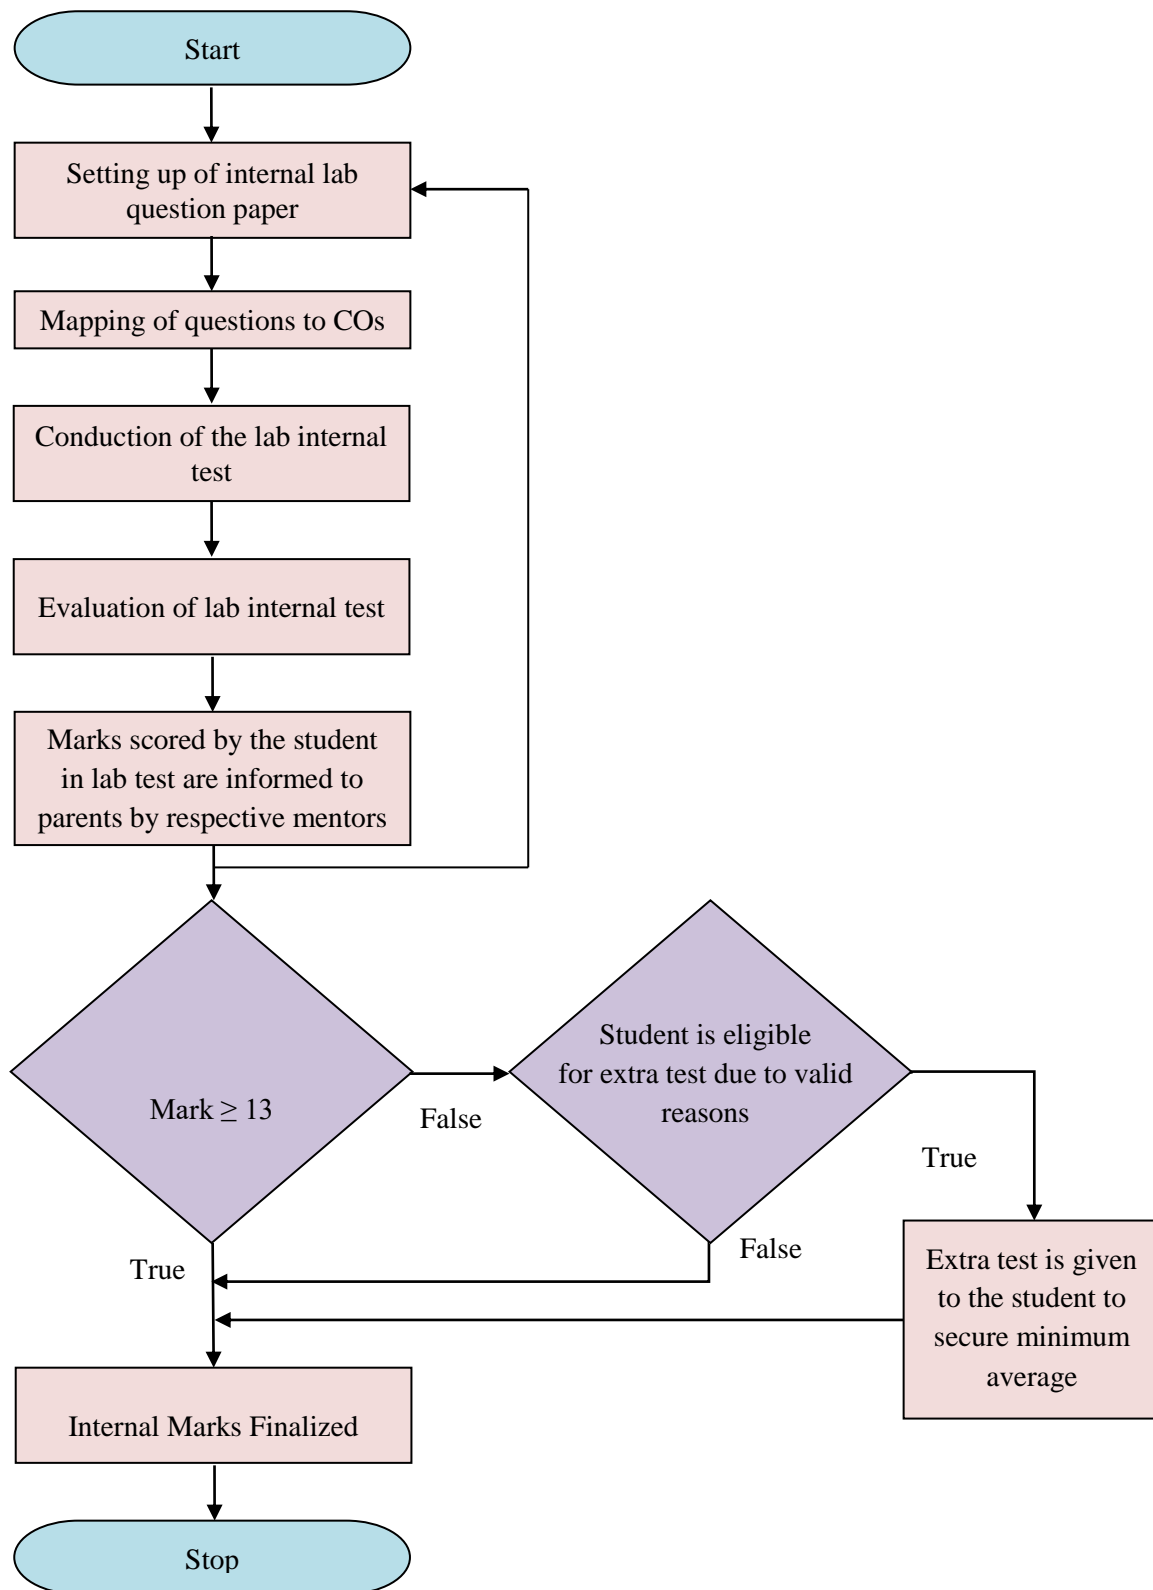 Start
Setting up of internal lab
question paper
Mapping of questions to COs
Conduction of the lab internal
test
Evaluation of lab internal test
Marks scored by the student
in lab test are informed to
parents by respective mentors
Mark ≥ 13
False
Student is eligible
for extra test due to valid
reasons
True
False
True
Extra test is given
to the student to
secure minimum
average
Internal Marks Finalized
Stop